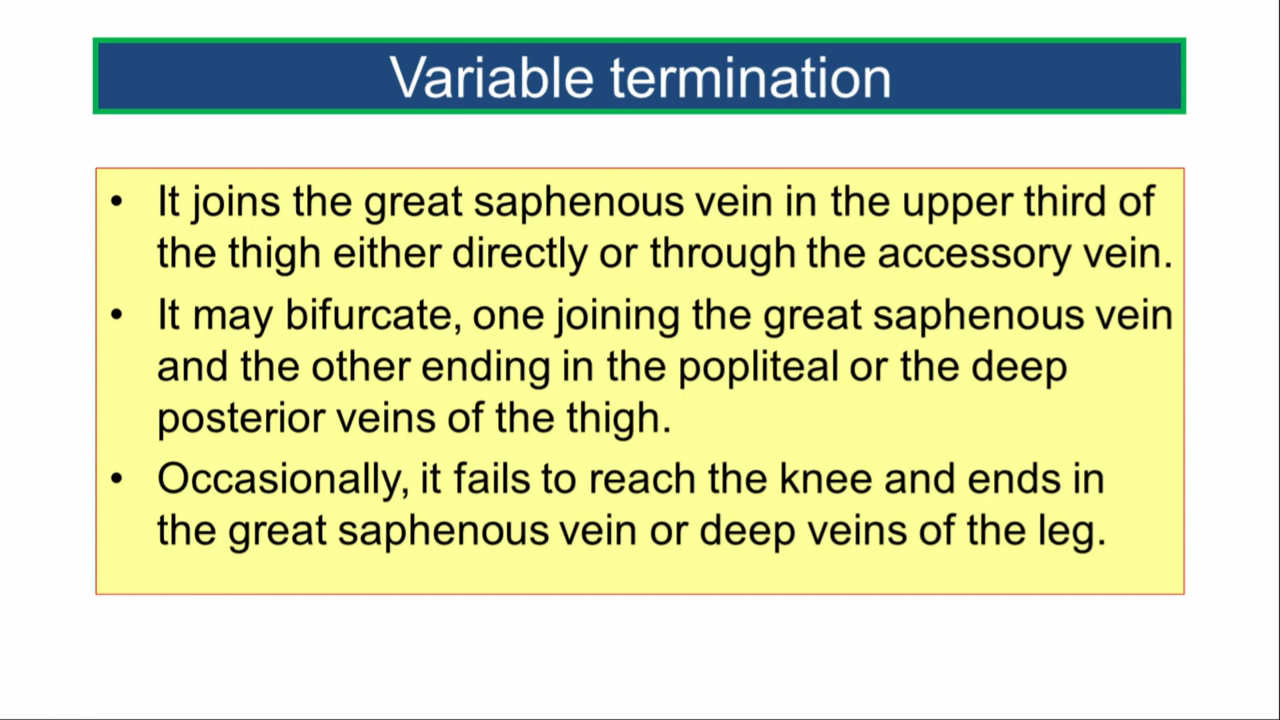 Variable termination
• It joins the great saphenous vein in the upper third of
the thigh either directly or through the accessory vein.
• It may bifurcate, one joining the great saphenous vein
and the other ending in the popliteal or the deep
posterior veins of the thigh.
• Occasionally, it fails to reach the knee and ends in
the great saphenous vein or deep veins of the leg.